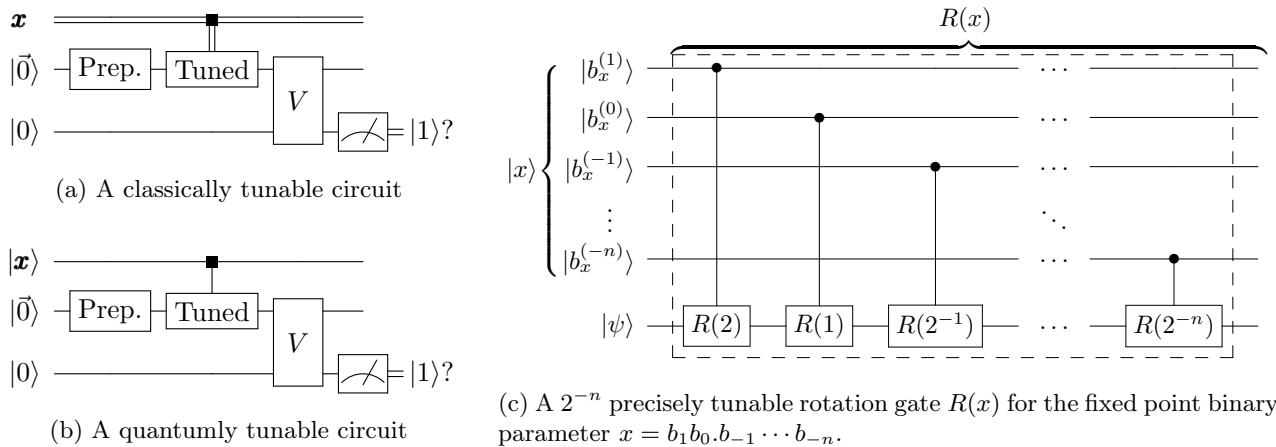 x
|0⃗⟩ Prep. Tuned V
|0⟩ |1⟩?
(a) A classically tunable circuit
|x⟩
|0⃗⟩ Prep. Tuned V
|0⟩ |1⟩?
(b) A quantumly tunable circuit
R(x)
|b_x^{(1)}⟩ ⋯
|b_x^{(0)}⟩ ⋯
|x⟩ |b_x^{(-1)}⟩ ⋯
⋮ ⋱
|b_x^{(-n)}⟩ ⋯
|ψ⟩ R(2) R(1) R(2^{-1}) ⋯ R(2^{-n})
(c) A 2^{-n} precisely tunable rotation gate R(x) for the fixed point binary
parameter x = b_1b_0.b_{-1} ⋯ b_{-n}.